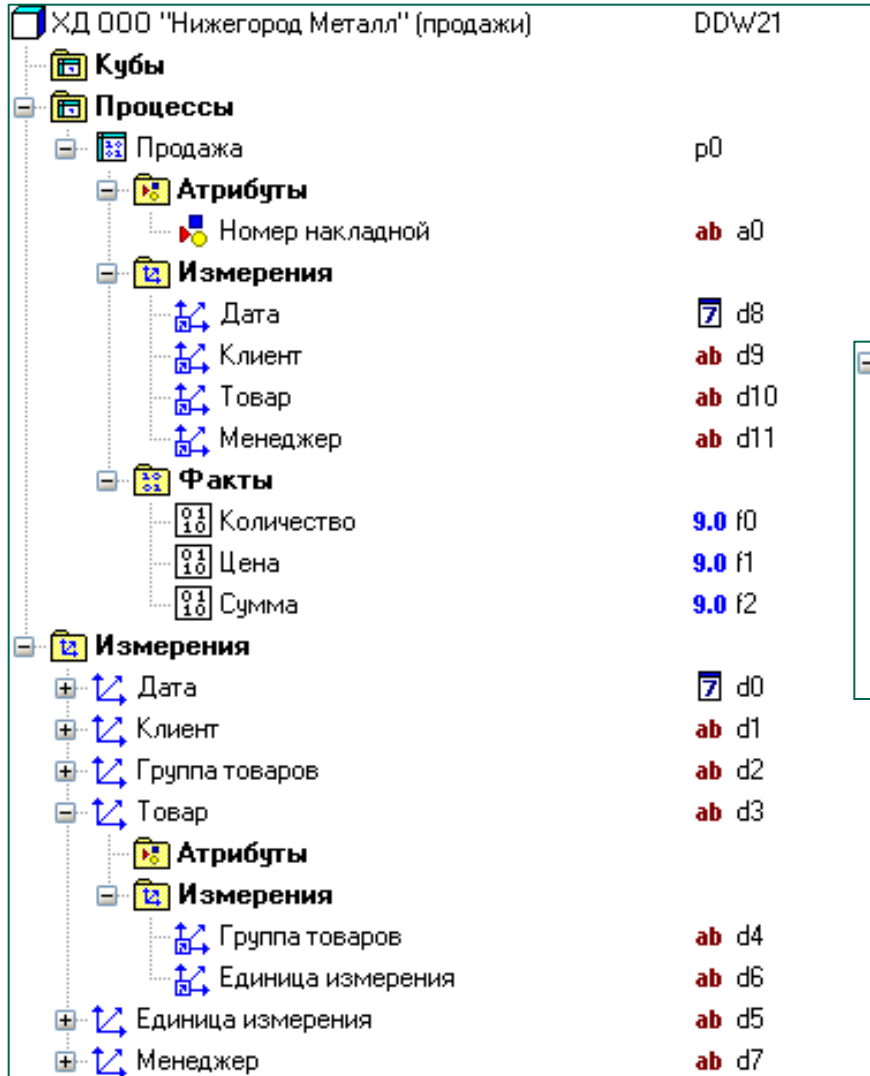 ХД ООО "Нижегород Металл" (продажи) DDW21
Кубы
Процессы
Продажа p0
Атрибуты
Номер накладной ab a0
Измерения
Дата 7 d8
Клиент ab d9
Товар ab d10
Менеджер ab d11
Факты
Количество 9.0 f0
Цена 9.0 f1
Сумма 9.0 f2
Измерения
Дата 7 d0
Клиент ab d1
Группа товаров ab d2
Товар ab d3
Атрибуты
Измерения
Группа товаров ab d4
Единица измерения ab d6
Единица измерения ab d5
Менеджер ab d7